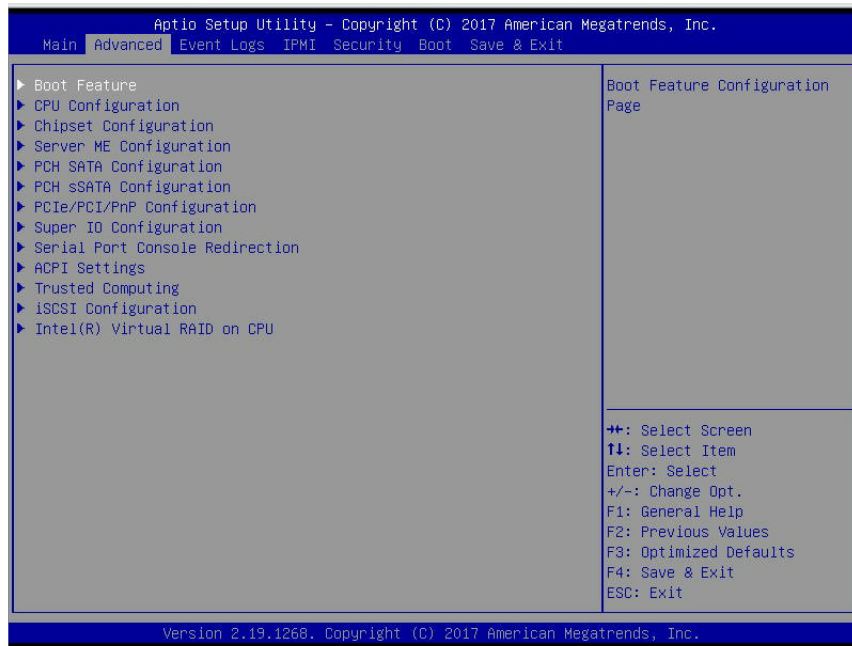 Aptio Setup Utility – Copyright (C) 2017 American Megatrends, Inc.
Main Advanced Event Logs IPMI Security Boot Save & Exit
▶ Boot Feature
▶ CPU Configuration
▶ Chipset Configuration
▶ Server ME Configuration
▶ PCH SATA Configuration
▶ PCH sSATA Configuration
▶ PCIe/PCI/PnP Configuration
▶ Super IO Configuration
▶ Serial Port Console Redirection
▶ ACPI Settings
▶ Trusted Computing
▶ iSCSI Configuration
▶ Intel(R) Virtual RAID on CPU
Boot Feature Configuration
Page
→←: Select Screen
↑↓: Select Item
Enter: Select
+/-: Change Opt.
F1: General Help
F2: Previous Values
F3: Optimized Defaults
F4: Save & Exit
ESC: Exit
Version 2.19.1268. Copyright (C) 2017 American Megatrends, Inc.